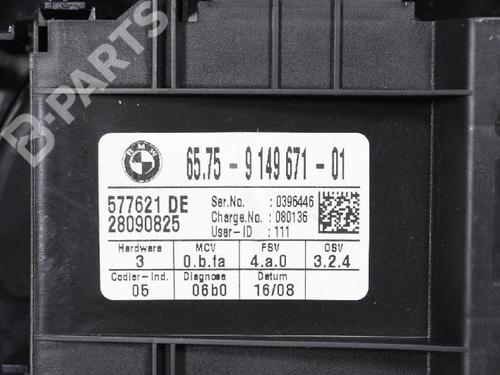 B-PARTS
BMW
65.75 - 9 149 671 - 01
577621 DE
28090825
Ser.No. : 0396446
Charge.No. : 080136
User-ID : 111
Hardware MCV FSV OSV
3 0.b.fa 4.a.0 3.2.4
Codier-Ind. Diagnose Datum
05 06b0 16/08